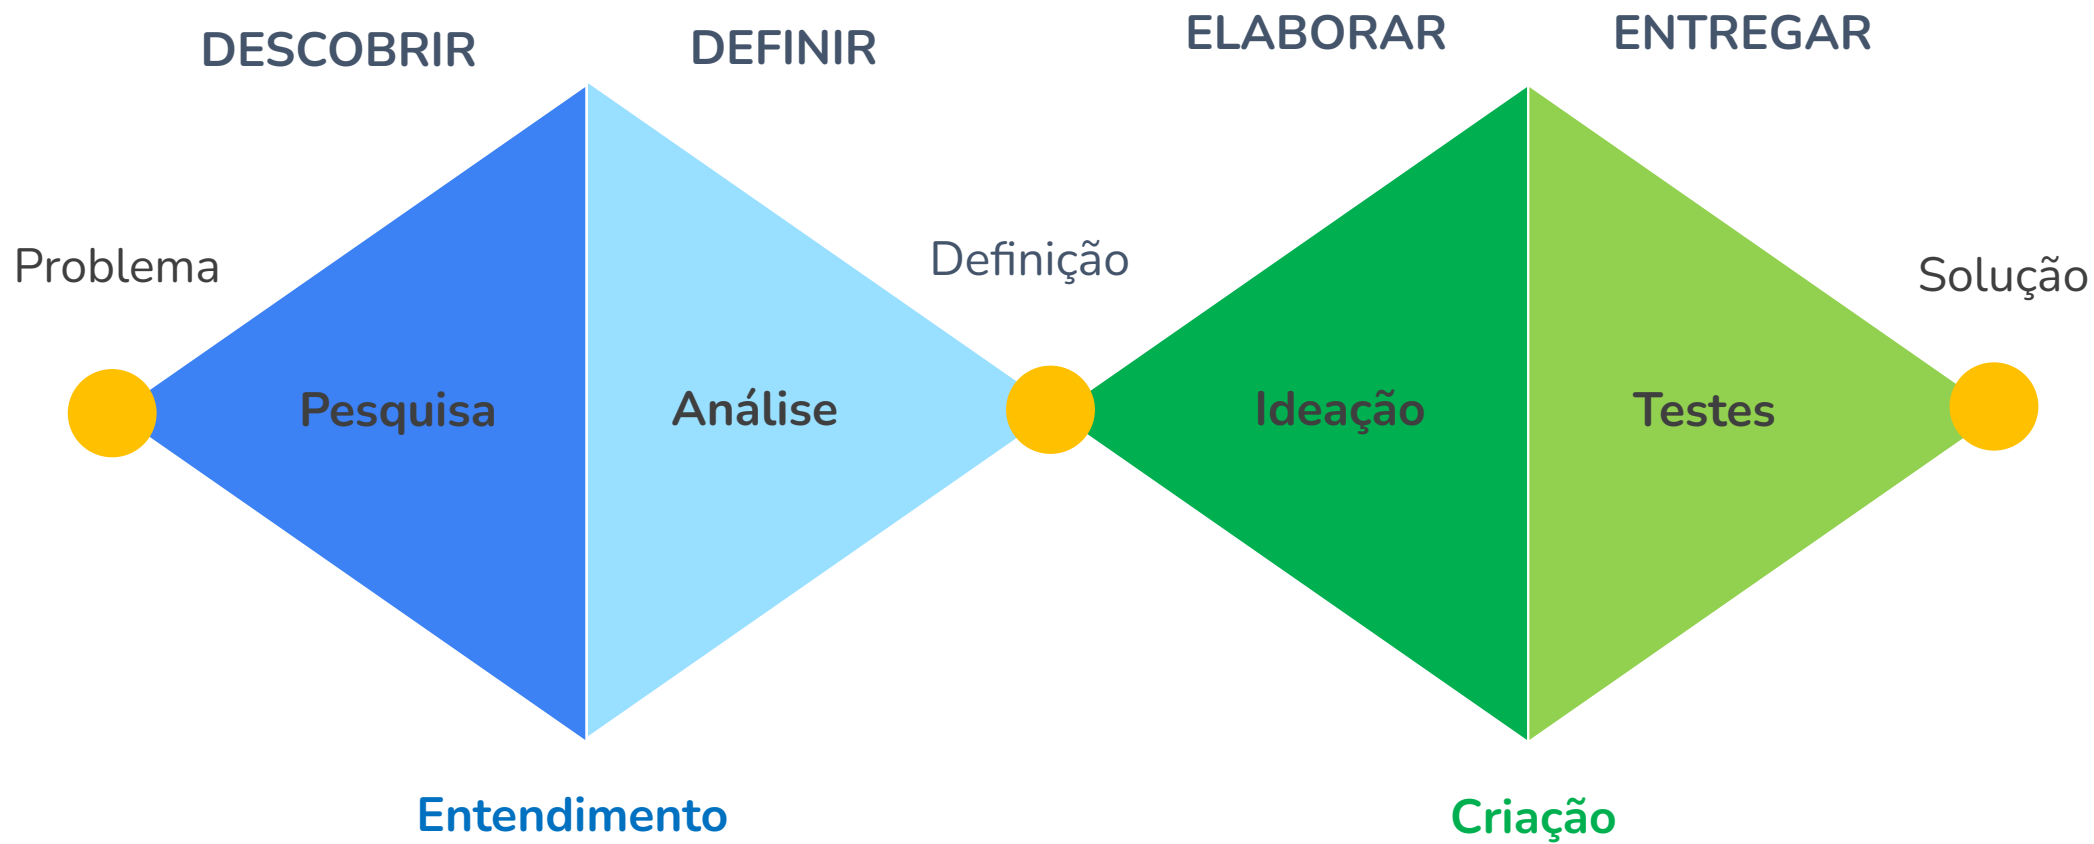 DESCOBRIR
DEFINIR
ELABORAR
ENTREGAR
Problema
Definição
Solução
Pesquisa
Análise
Ideação
Testes
Entendimento
Criação